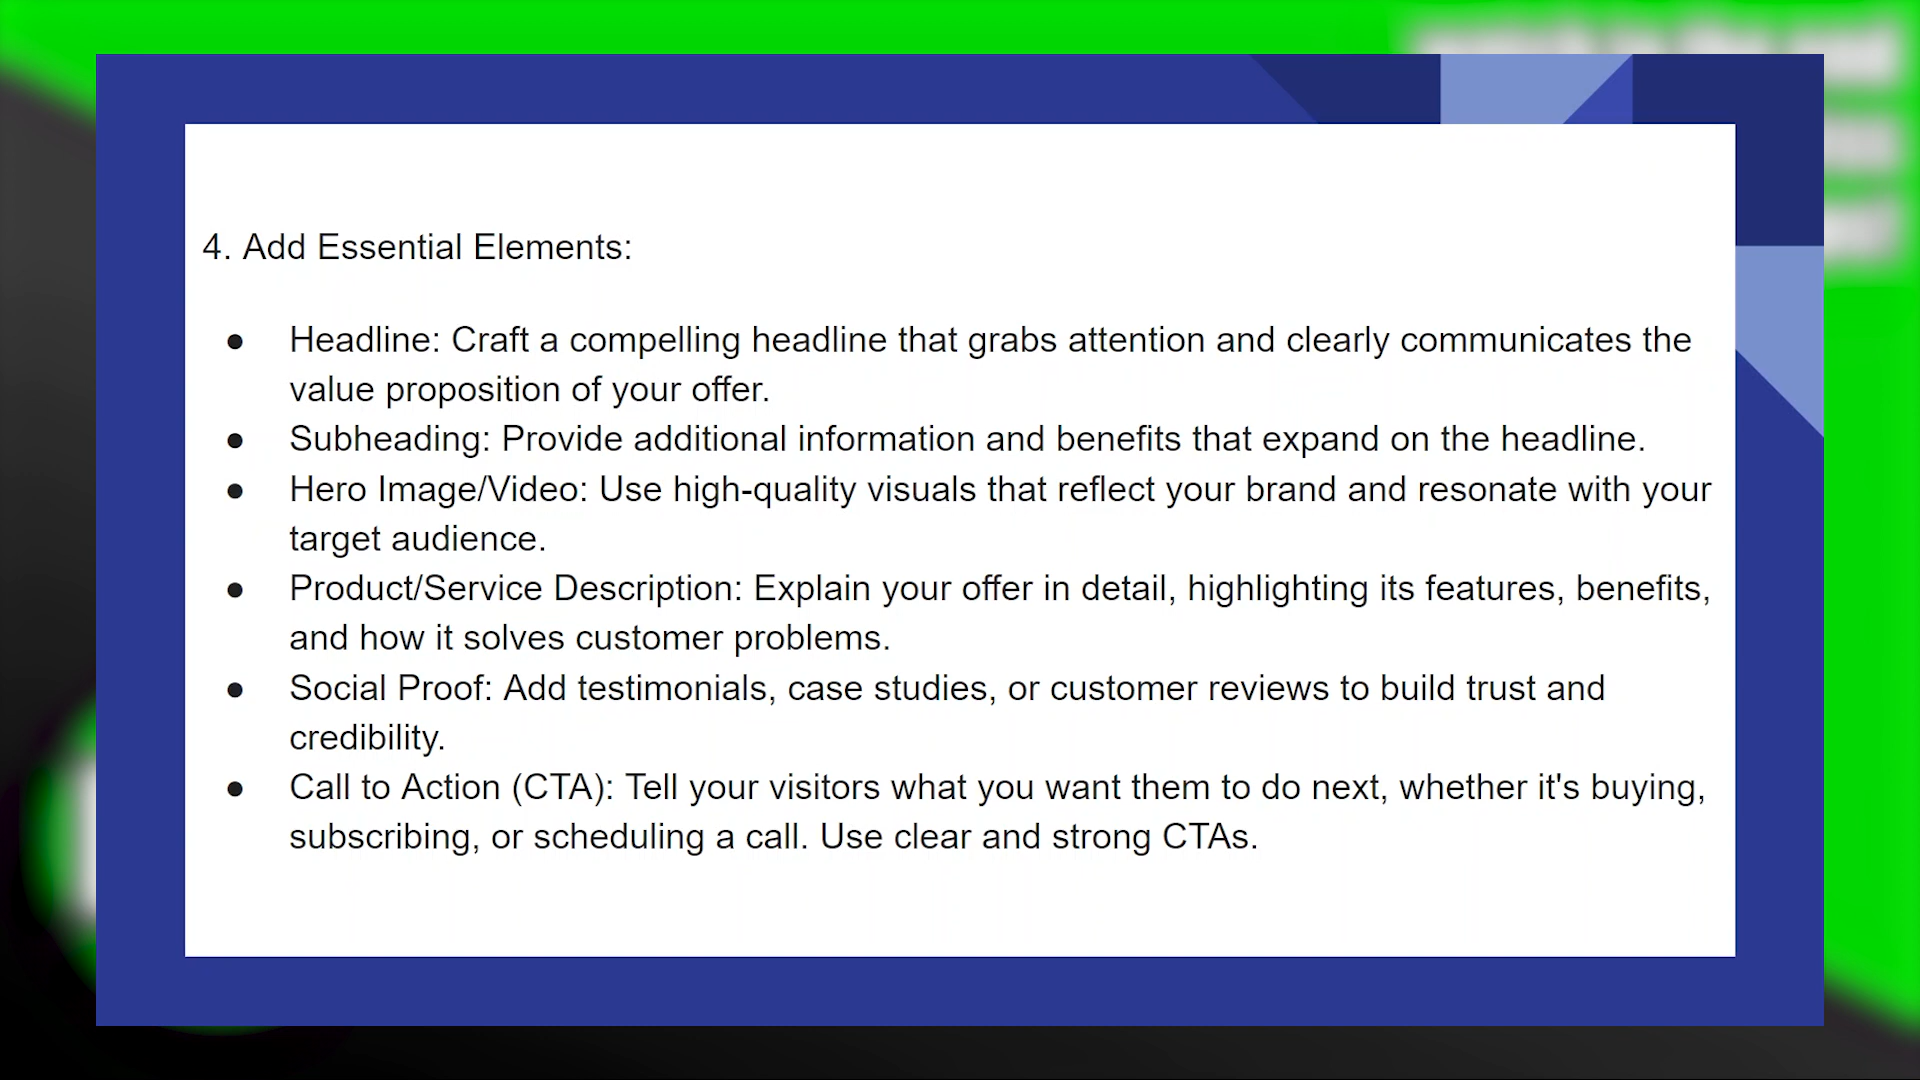 4. Add Essential Elements:
● Headline: Craft a compelling headline that grabs attention and clearly communicates the
value proposition of your offer.
● Subheading: Provide additional information and benefits that expand on the headline.
● Hero Image/Video: Use high-quality visuals that reflect your brand and resonate with your
target audience.
● Product/Service Description: Explain your offer in detail, highlighting its features, benefits,
and how it solves customer problems.
● Social Proof: Add testimonials, case studies, or customer reviews to build trust and
credibility.
● Call to Action (CTA): Tell your visitors what you want them to do next, whether it's buying,
subscribing, or scheduling a call. Use clear and strong CTAs.